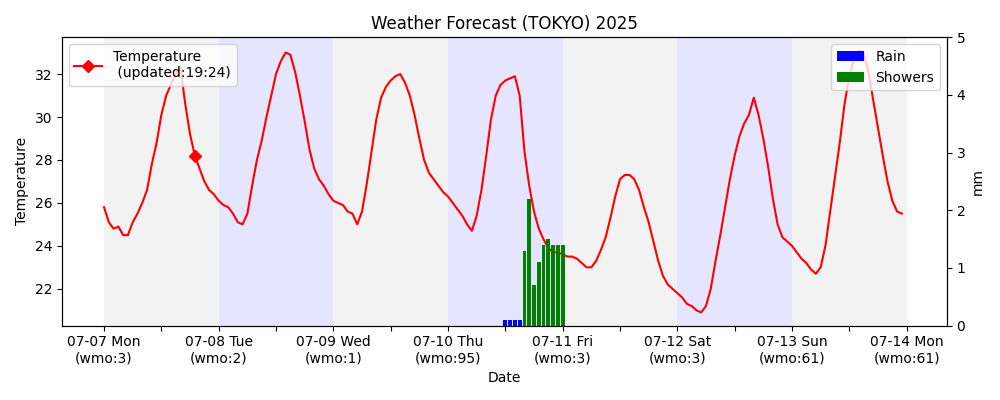 Weather Forecast (TOKYO) 2025
Temperature
(updated:19:24)
Rain
Showers
Temperature
32
30
28
26
24
22
5
4
3
2
1
0
mm
07-07 Mon
(wmo:3)
07-08 Tue
(wmo:2)
07-09 Wed
(wmo:1)
07-10 Thu
(wmo:95)
07-11 Fri
(wmo:3)
07-12 Sat
(wmo:3)
07-13 Sun
(wmo:61)
07-14 Mon
(wmo:61)
Date